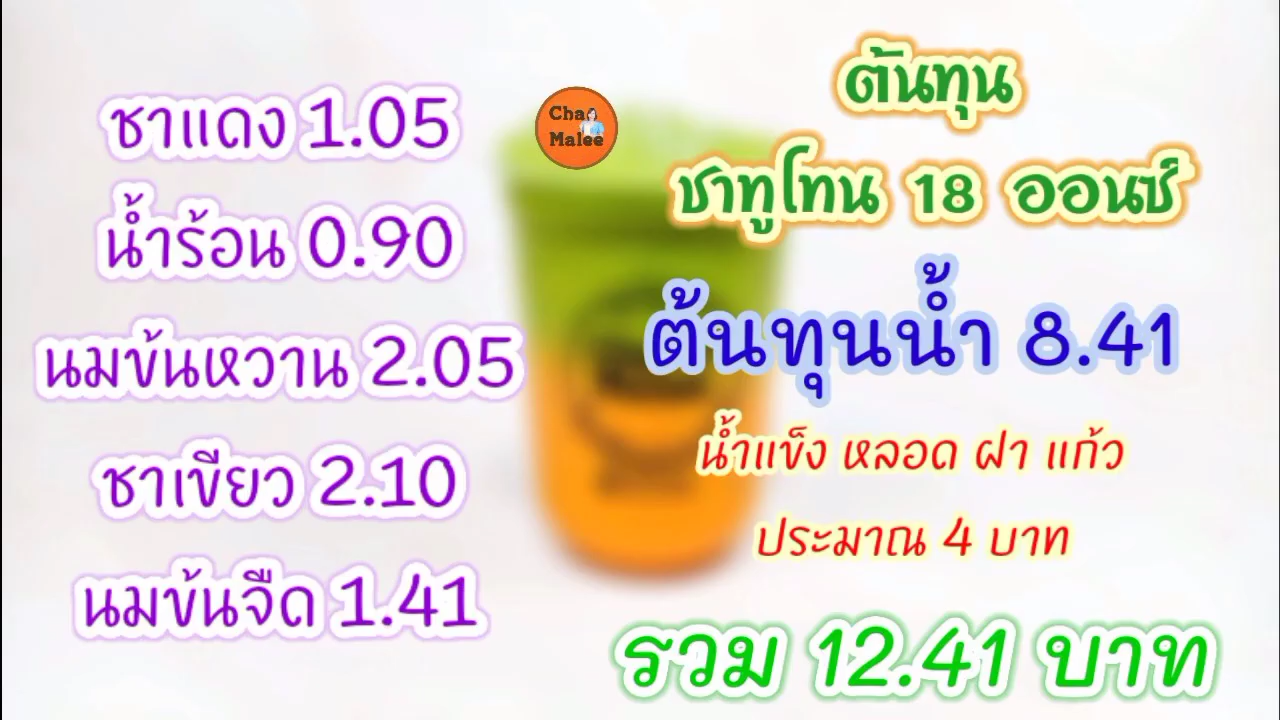 ชาแดง 1.05
น้ำร้อน 0.90
นมข้นหวาน 2.05
ชาเขียว 2.10
นมข้นจืด 1.41
Cha
Malee
ต้นทุน
ชาทูโทน 18 ออนซ์
ต้นทุนน้ำ 8.41
น้ำแข็ง หลอด ฝา แก้ว
ประมาณ 4 บาท
รวม 12.41 บาท